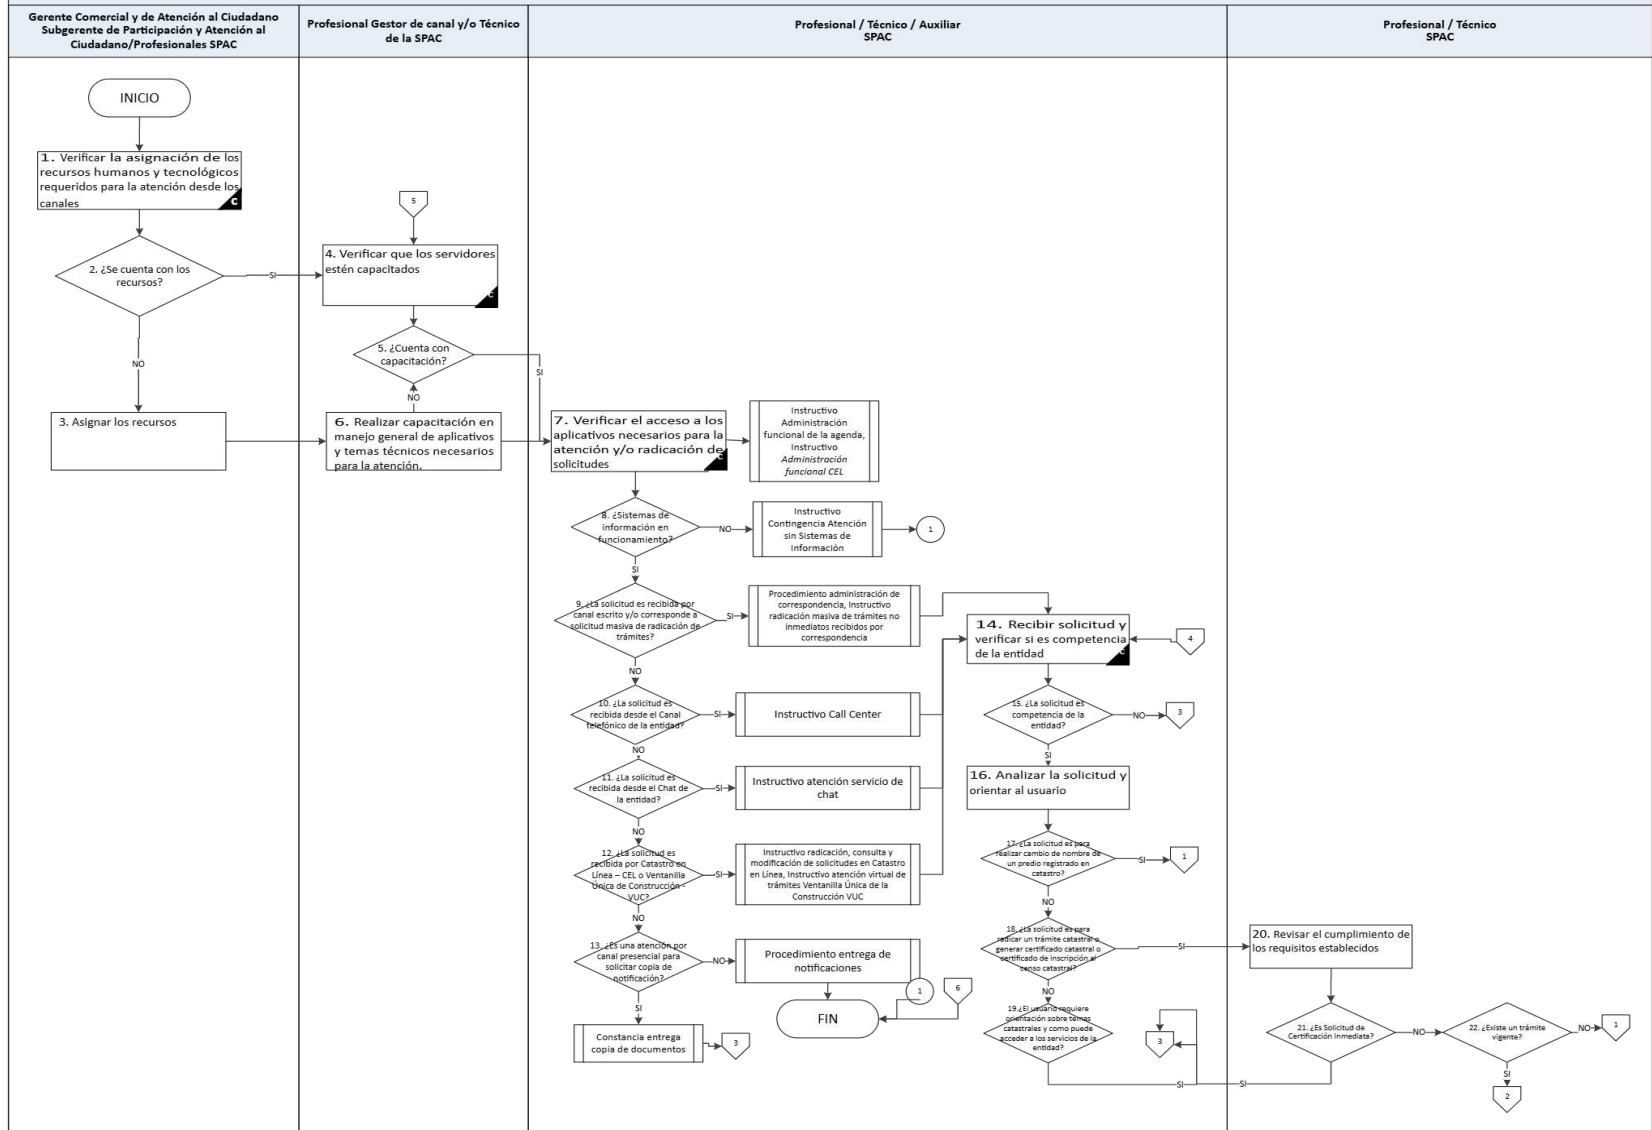 Gerente Comercial y de Atención al Ciudadano
Subgerente de Participación y Atención al
Ciudadano/Profesionales SPAC
Profesional Gestor de canal y/o Técnico
de la SPAC
Profesional / Técnico / Auxiliar
SPAC
Profesional / Técnico
SPAC
INICIO
1. Verificar la asignación de los
recursos humanos y tecnológicos
requeridos para la atención desde los
canales
C
2. ¿Se cuenta con los
recursos?
SI
NO
3. Asignar los recursos
5
4. Verificar que los servidores
estén capacitados
C
5. ¿Cuenta con
capacitación?
SI
NO
6. Realizar capacitación en
manejo general de aplicativos
y temas técnicos necesarios
para la atención.
7. Verificar el acceso a los
aplicativos necesarios para la
atención y/o radicación de
solicitudes
C
Instructivo
Administración
funcional de la agenda,
Instructivo
Administración
funcional CEL
8. ¿Sistemas de
información en
funcionamiento?
NO
Instructivo
Contingencia Atención
sin Sistemas de
Información
1
SI
9. ¿La solicitud es recibida por
canal escrito y/o corresponde a
solicitud masiva de radicación de
trámites?
SI
Procedimiento administración de
correspondencia, Instructivo
radicación masiva de trámites no
inmediatos recibidos por
correspondencia
NO
10. ¿La solicitud es
recibida desde el Canal
telefónico de la entidad?
SI
Instructivo Call Center
NO
11. ¿La solicitud es
recibida desde el Chat de
la entidad?
SI
Instructivo atención servicio de
chat
NO
12. ¿La solicitud es
recibida por Catastro en
Línea – CEL o Ventanilla
Única de Construcción -
VUC?
SI
Instructivo radicación, consulta y
modificación de solicitudes en Catastro
en Línea, Instructivo atención virtual de
trámites Ventanilla Única de la
Construcción VUC
NO
13. ¿Es una atención por
canal presencial para
solicitar copia de
notificación?
NO
Procedimiento entrega de
notificaciones
1
6
FIN
SI
Constancia entrega
copia de documentos
3
14. Recibir solicitud y
verificar si es competencia
de la entidad
C
4
15. ¿La solicitud es
competencia de la
entidad?
NO
3
SI
16. Analizar la solicitud y
orientar al usuario
17. ¿La solicitud es para
realizar cambio de nombre de
un predio registrado en
catastro?
SI
1
NO
18. ¿La solicitud es para
radicar un trámite catastral o
generar certificado catastral o
certificado de inscripción al
censo catastral?
SI
NO
19.¿El usuario requiere
orientación sobre temas
catastrales y como puede
acceder a los servicios de la
entidad?
3
SI
SI
20. Revisar el cumplimiento de
los requisitos establecidos
21. ¿Es Solicitud de
Certificación Inmediata?
NO
22. ¿Existe un trámite
vigente?
NO
1
SI
2